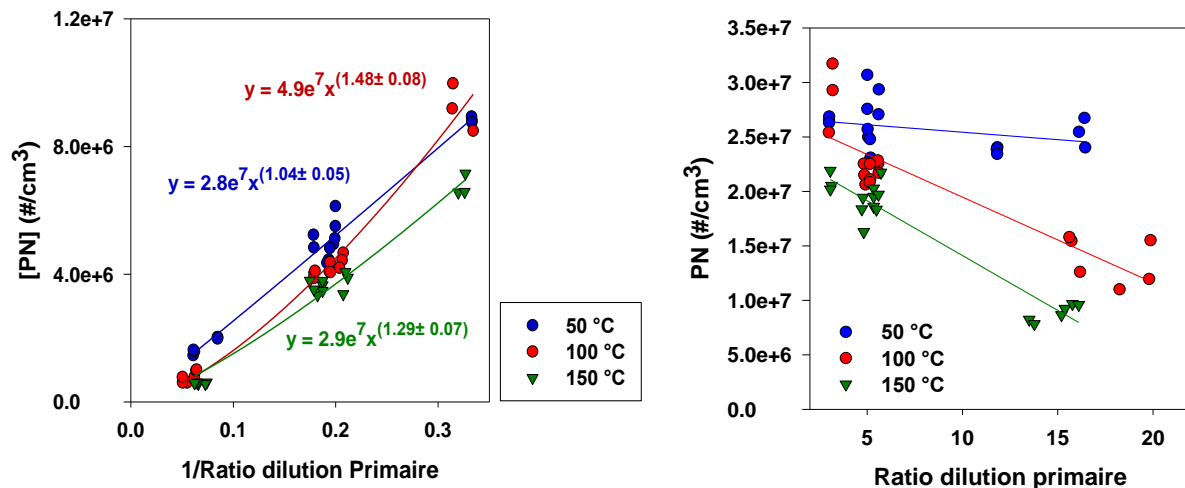 1.2e+7
8.0e+6
4.0e+6
0.0
[PN] (#/cm³)
y = 4.9e⁷x⁽¹·⁴⁸± ⁰·⁰⁸⁾
y = 2.8e⁷x⁽¹·⁰⁴± ⁰·⁰⁵⁾
y = 2.9e⁷x⁽¹·²⁹± ⁰·⁰⁷⁾
0.0 0.1 0.2 0.3
1/Ratio dilution Primaire
50 °C
100 °C
150 °C
3.5e+7
3.0e+7
2.5e+7
2.0e+7
1.5e+7
1.0e+7
5.0e+6
0.0
PN (#/cm³)
50 °C
100 °C
150 °C
5 10 15 20
Ratio dilution primaire